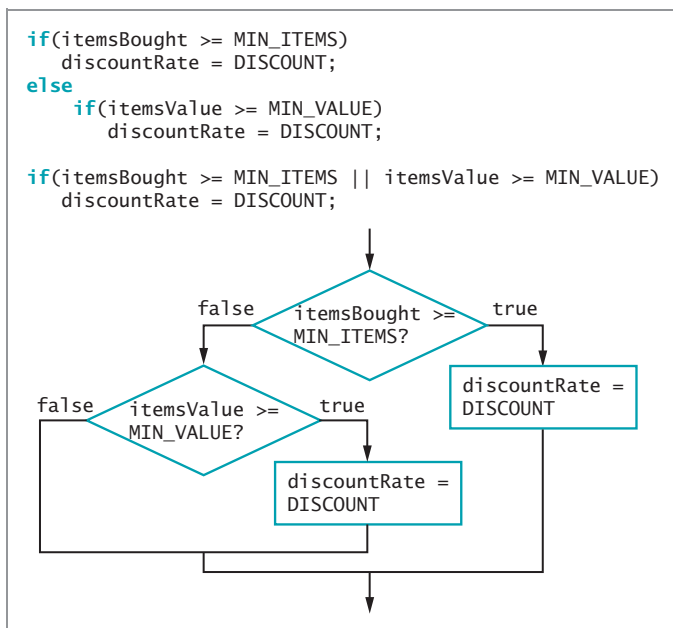 if(itemsBought >= MIN_ITEMS)
discountRate = DISCOUNT;
else
if(itemsValue >= MIN_VALUE)
discountRate = DISCOUNT;
if(itemsBought >= MIN_ITEMS || itemsValue >= MIN_VALUE)
discountRate = DISCOUNT;
false
itemsBought >=
MIN_ITEMS?
true
false
itemsValue >=
MIN_VALUE?
true
discountRate =
DISCOUNT
discountRate =
DISCOUNT